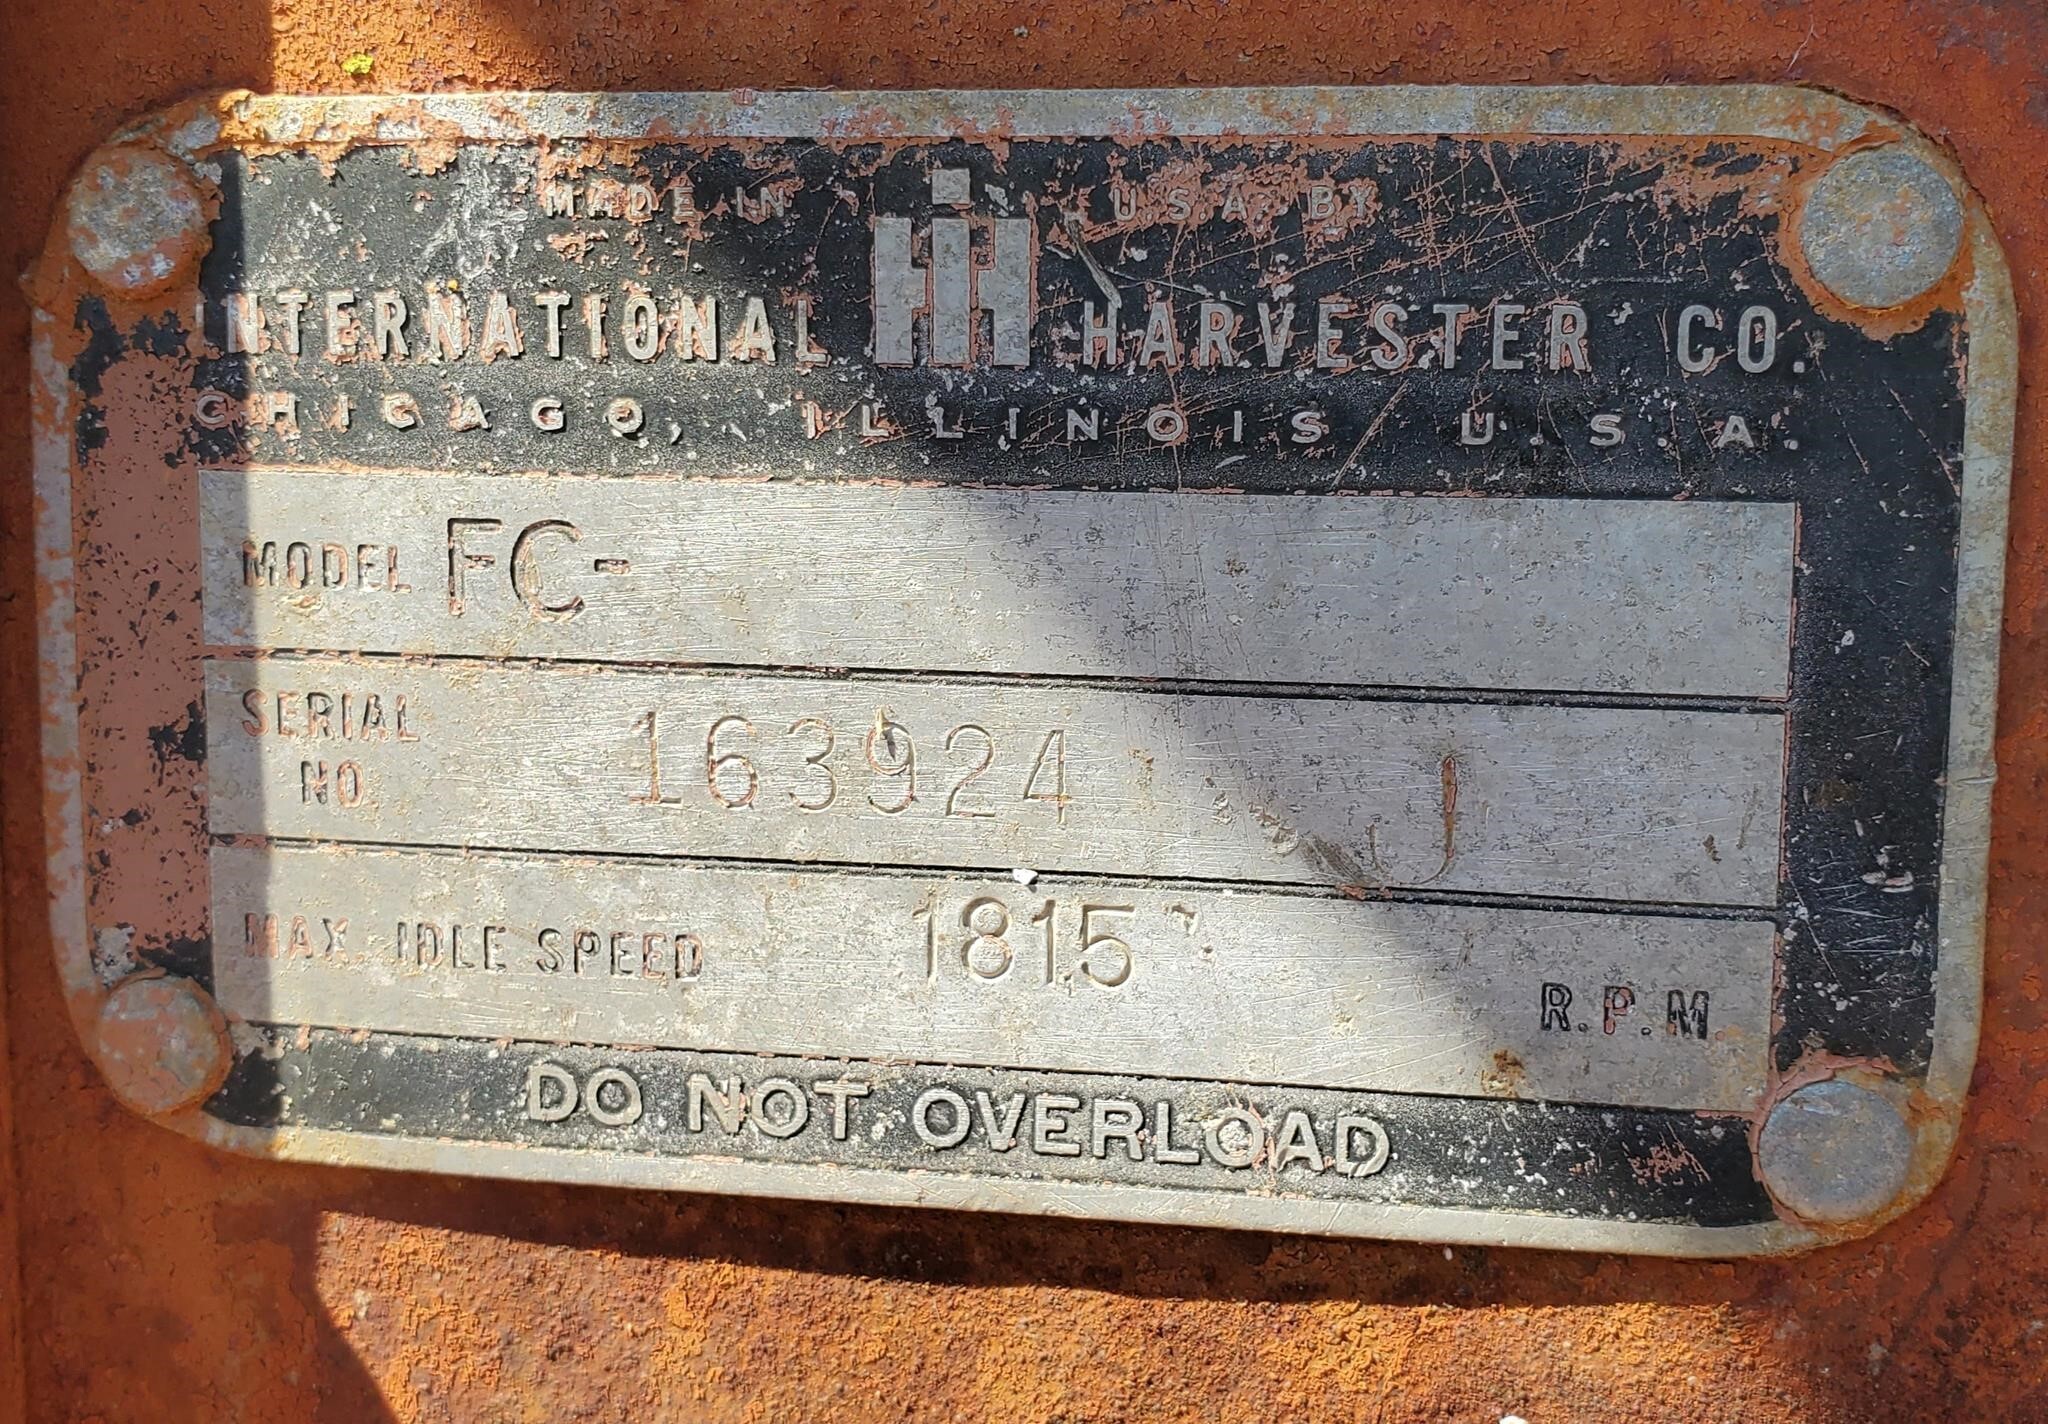 MADE IN U.S.A. BY
INTERNATIONAL IH HARVESTER CO.
CHICAGO, ILLINOIS U.S.A.
MODEL FC-
SERIAL
NO. 163924 J
MAX. IDLE SPEED 1815 R.P.M.
DO NOT OVERLOAD